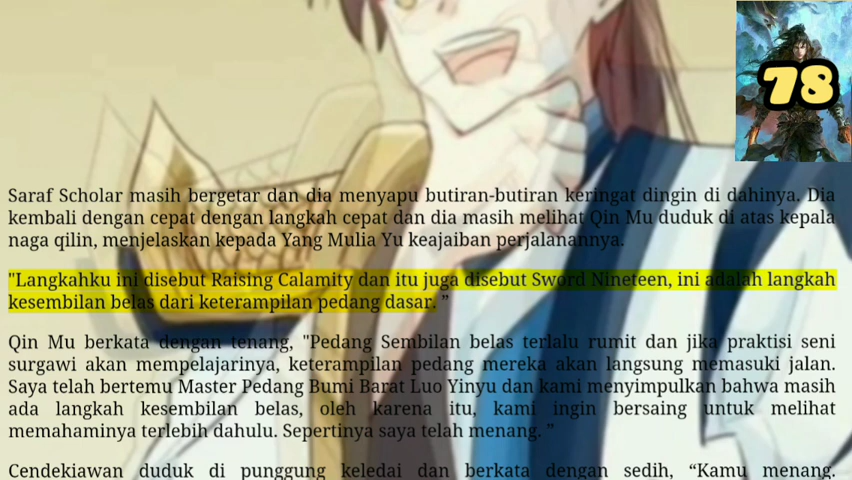 78
Saraf Scholar masih bergetar dan dia menyapu butiran-butiran keringat dingin di dahinya. Dia
kembali dengan cepat dengan langkah cepat dan dia masih melihat Qin Mu duduk di atas kepala
naga qilin, menjelaskan kepada Yang Mulia Yu keajaiban perjalanannya.
"Langkahku ini disebut Raising Calamity dan itu juga disebut Sword Nineteen, ini adalah langkah
kesembilan belas dari keterampilan pedang dasar. ”
Qin Mu berkata dengan tenang, "Pedang Sembilan belas terlalu rumit dan jika praktisi seni
surgawi akan mempelajarinya, keterampilan pedang mereka akan langsung memasuki jalan.
Saya telah bertemu Master Pedang Bumi Barat Luo Yinyu dan kami menyimpulkan bahwa masih
ada langkah kesembilan belas, oleh karena itu, kami ingin bersaing untuk melihat
memahaminya terlebih dahulu. Sepertinya saya telah menang. ”
Cendekiawan duduk di punggung keledai dan berkata dengan sedih, “Kamu menang.